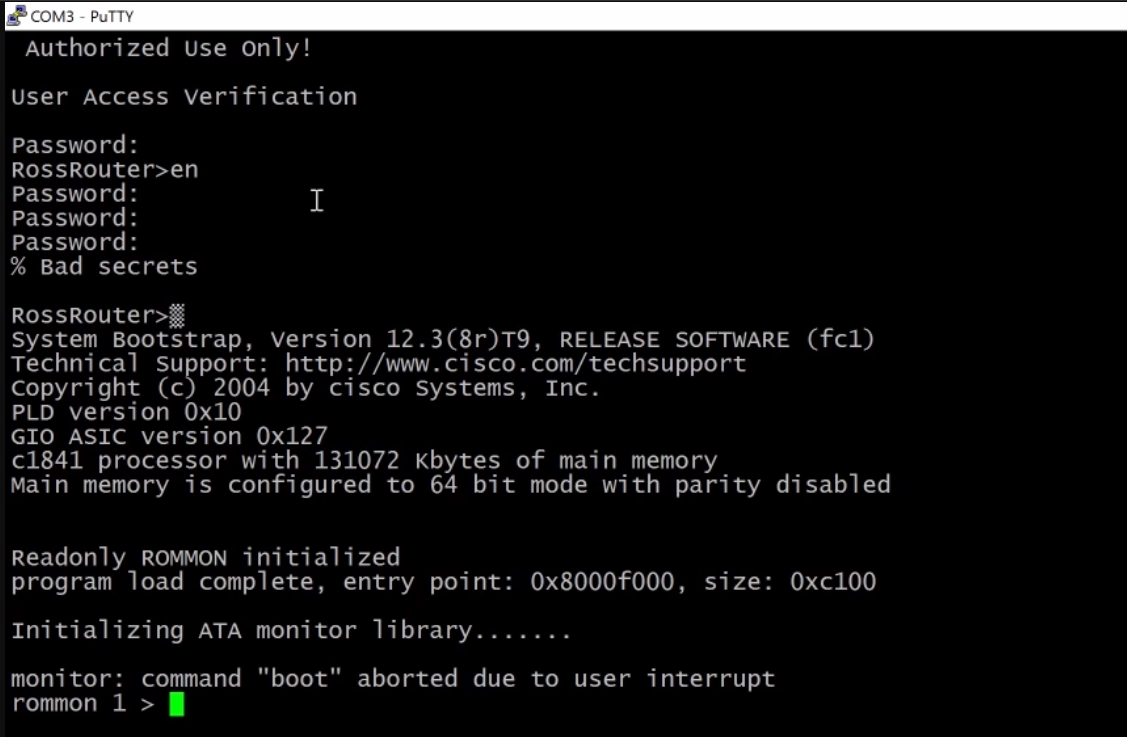 COM3 - PuTTY
Authorized Use Only!
User Access Verification
Password:
RossRouter>en
Password:
Password:
Password:
% Bad secrets
RossRouter>▒
System Bootstrap, Version 12.3(8r)T9, RELEASE SOFTWARE (fc1)
Technical Support: http://www.cisco.com/techsupport
Copyright (c) 2004 by cisco Systems, Inc.
PLD version 0x10
GIO ASIC version 0x127
c1841 processor with 131072 Kbytes of main memory
Main memory is configured to 64 bit mode with parity disabled
Readonly ROMMON initialized
program load complete, entry point: 0x8000f000, size: 0xc100
Initializing ATA monitor library.......
monitor: command "boot" aborted due to user interrupt
rommon 1 >